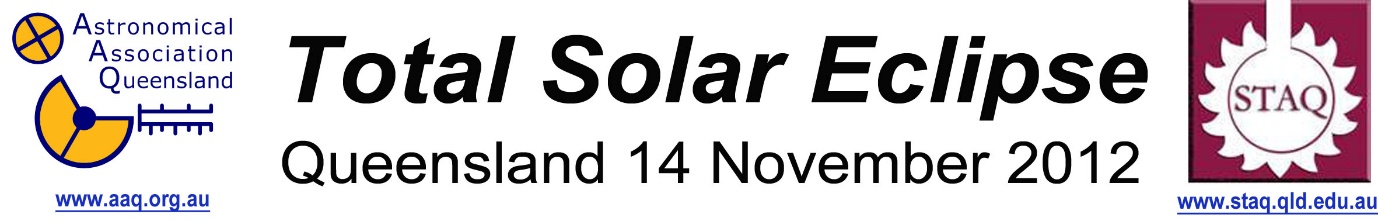 Astronomical
Association
Queensland
www.aaq.org.au
Total Solar Eclipse
Queensland 14 November 2012
STAQ
www.staq.qld.edu.au